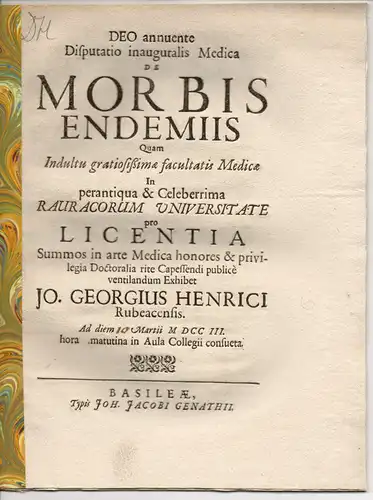 DEO annuente
Disputatio inauguralis Medica
DE
MORBIS
ENDEMIIS
Quam
Indultu gratiosissimæ facultatis Medicæ
In
perantiqua & Celeberrima
RAURACORUM UNIVERSITATE
pro
LICENTIA
Summos in arte Medica honores & privi-
legia Doctoralia rite Capessendi publicè
ventilandum Exhibet
JO. GEORGIUS HENRICI
Rubeacensis.
Ad diem Martii M DCC III.
hora matutina in Aula Collegii consueta.
BASILEÆ,
Typis JOH. JACOBI GENATHII.